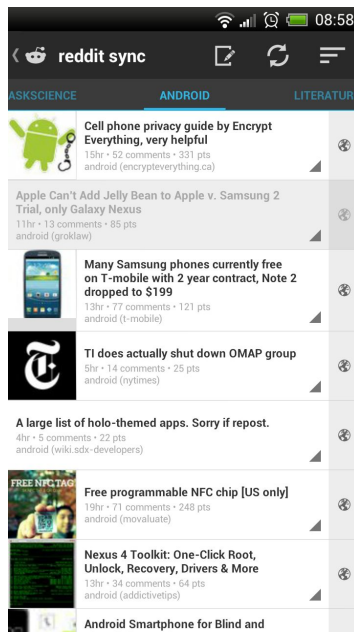 08:58
reddit sync
ASKSCIENCE ANDROID LITERATUR
Cell phone privacy guide by Encrypt
Everything, very helpful
15hr • 52 comments • 331 pts
android (encrypteverything.ca)
Apple Can't Add Jelly Bean to Apple v. Samsung 2
Trial, only Galaxy Nexus
11hr • 13 comments • 85 pts
android (groklaw)
Many Samsung phones currently free
on T-mobile with 2 year contract, Note 2
dropped to $199
13hr • 77 comments • 121 pts
android (t-mobile)
TI does actually shut down OMAP group
5hr • 14 comments • 25 pts
android (nytimes)
A large list of holo-themed apps. Sorry if repost.
4hr • 5 comments • 22 pts
android (wiki.sdx-developers)
FREE NFC TAG
Free programmable NFC chip [US only]
19hr • 71 comments • 248 pts
android (movaluate)
Nexus 4 Toolkit: One-Click Root,
Unlock, Recovery, Drivers & More
13hr • 34 comments • 64 pts
android (addictivetips)
Android Smartphone for Blind and